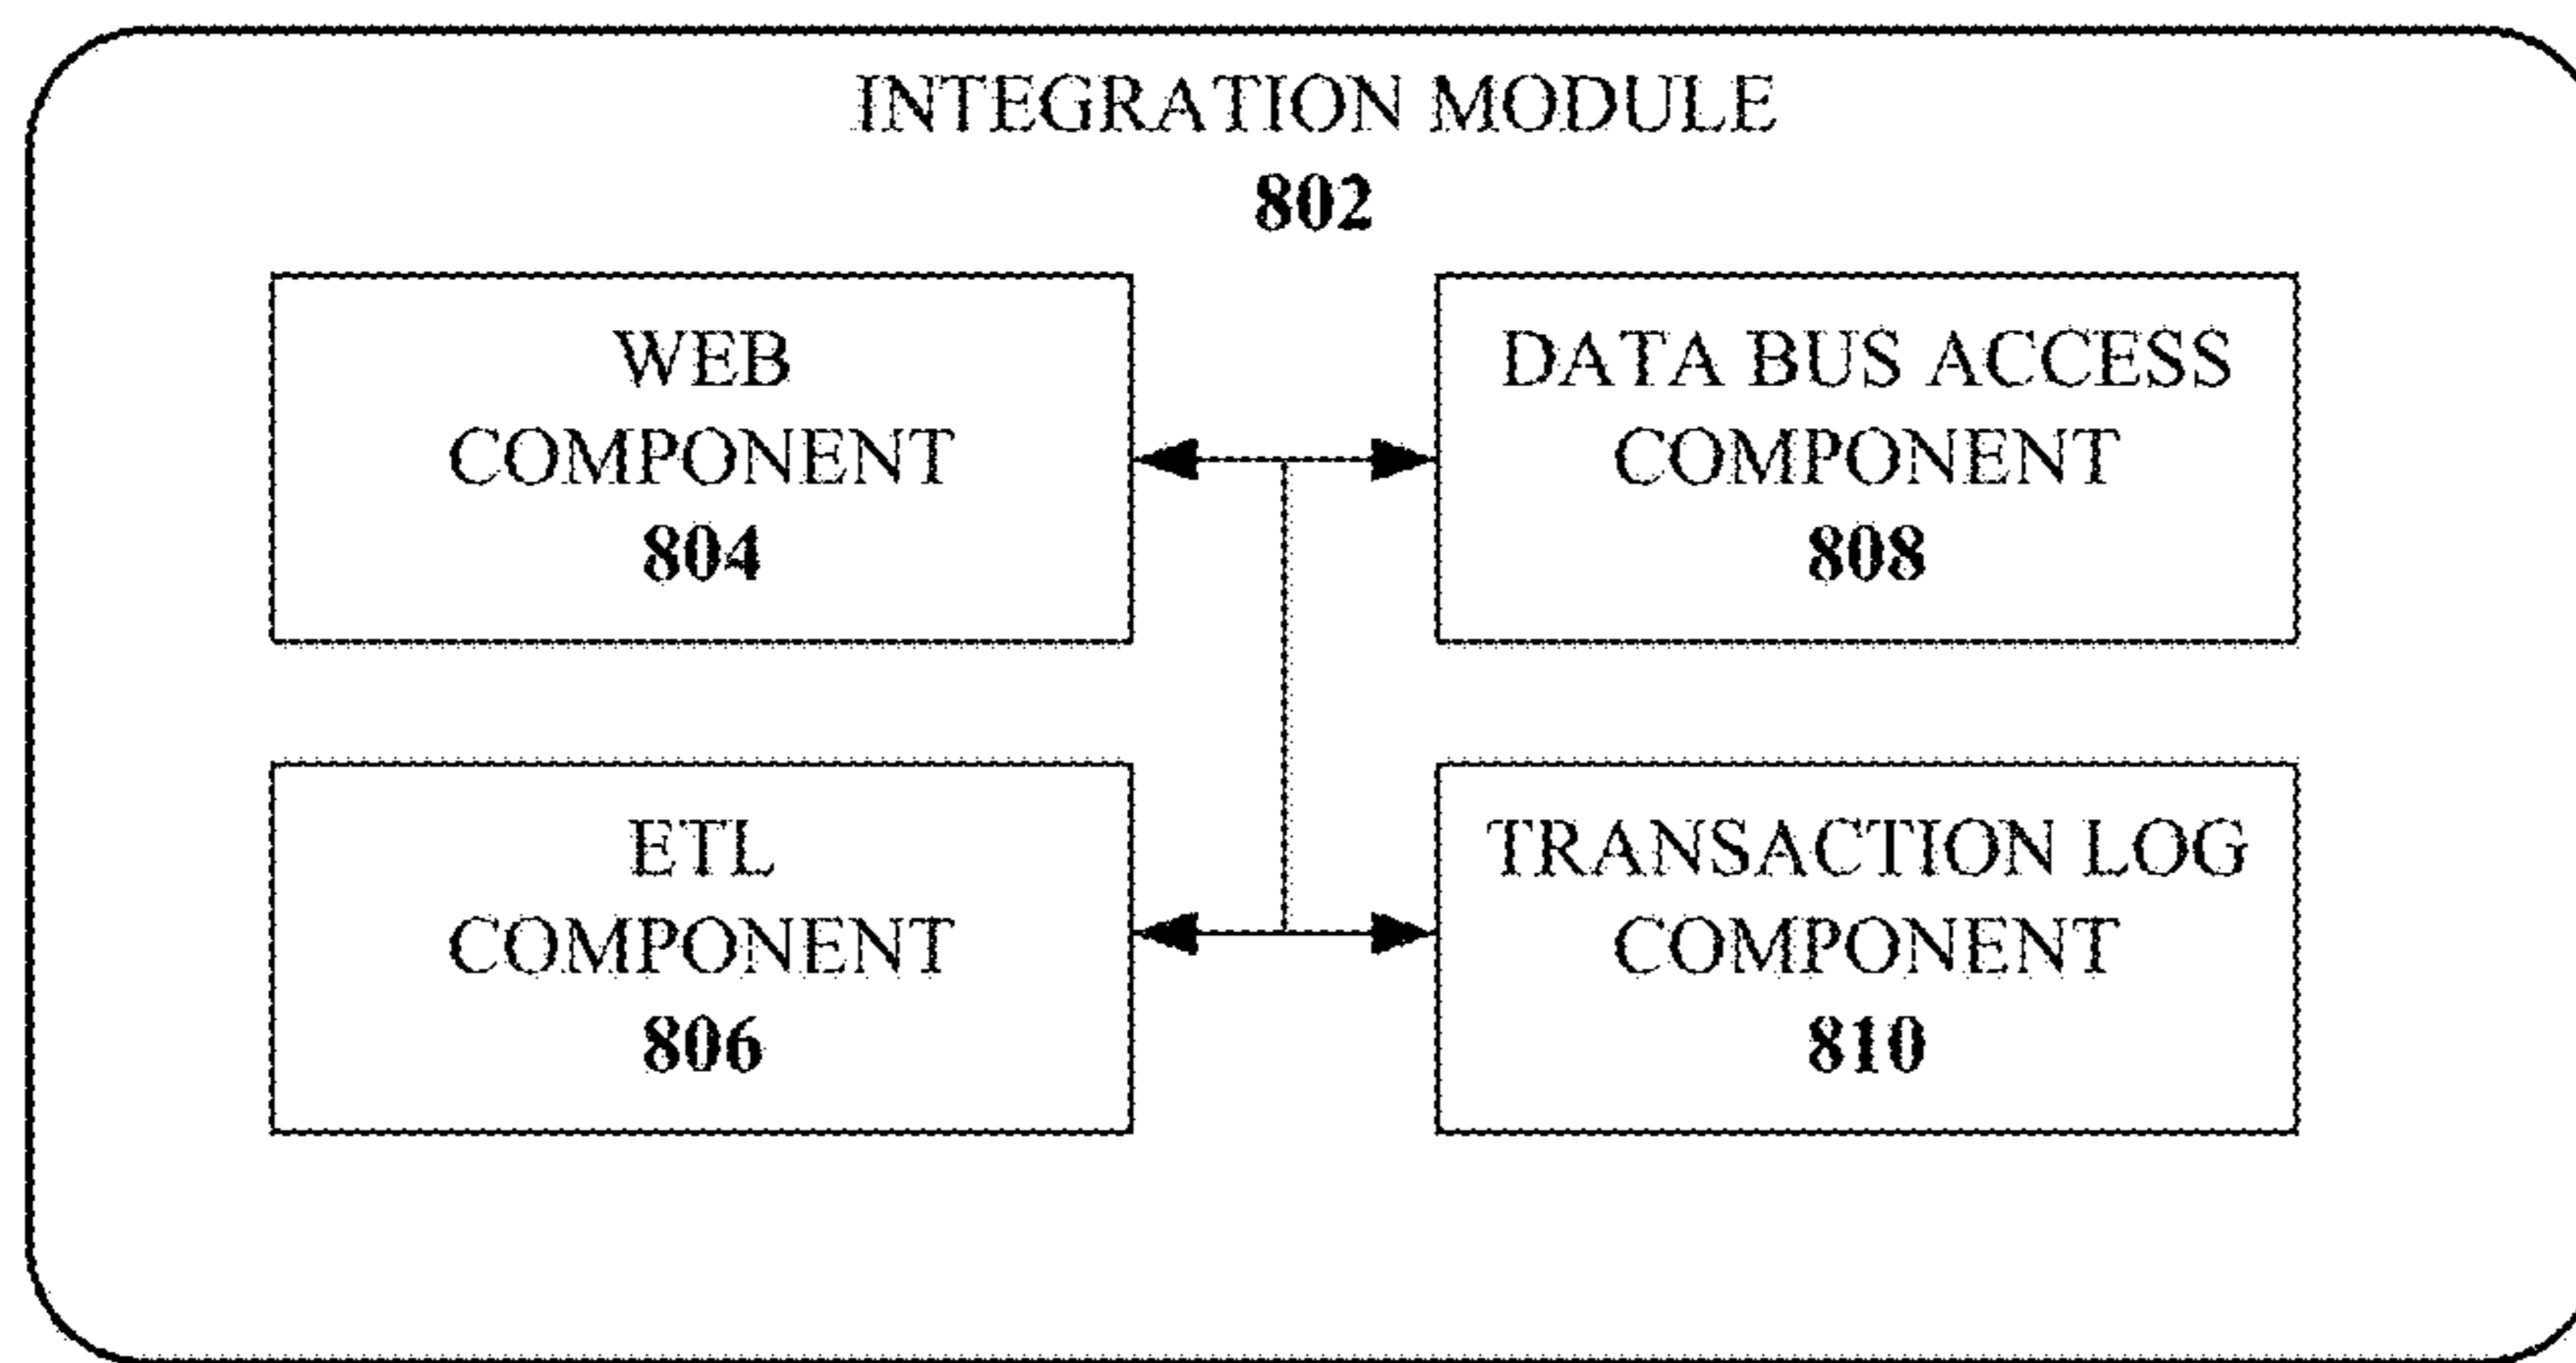 INTEGRATION MODULE
802
WEB
COMPONENT
804
DATA BUS ACCESS
COMPONENT
808
ETL
COMPONENT
806
TRANSACTION LOG
COMPONENT
810